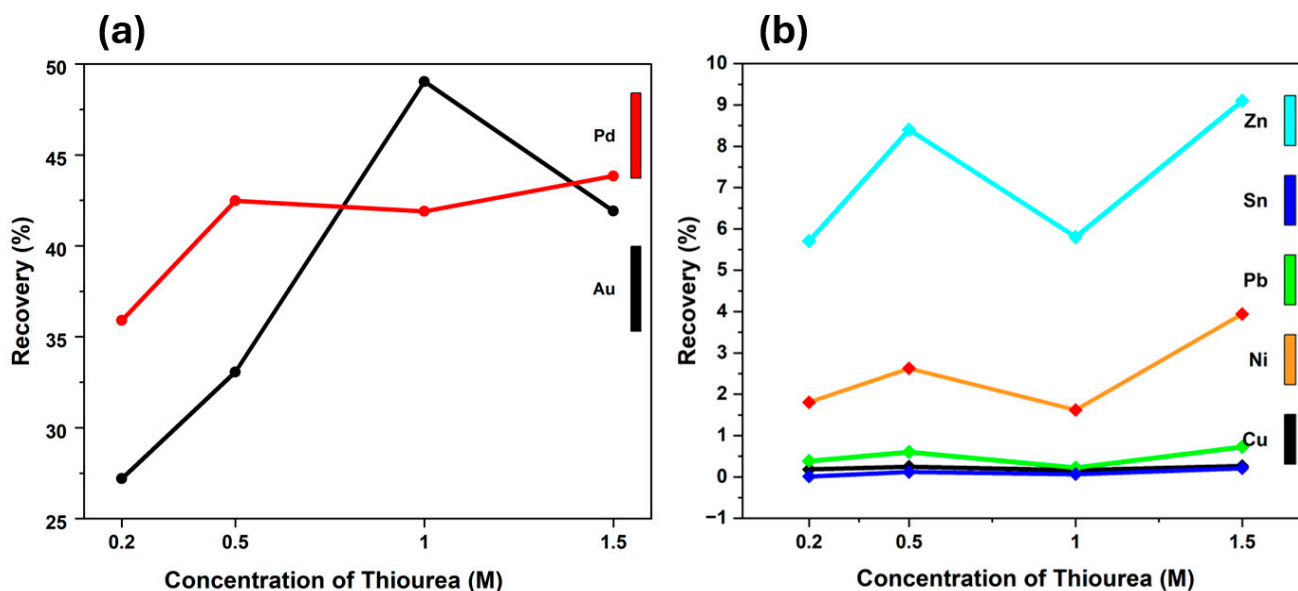 (a)
50
45
40
35
30
25
Recovery (%)
Pd
Au
0.2 0.5 1 1.5
Concentration of Thiourea (M)
(b)
10
9
8
7
6
5
4
3
2
1
0
−1
Recovery (%)
Zn
Sn
Pb
Ni
Cu
0.2 0.5 1 1.5
Concentration of Thiourea (M)